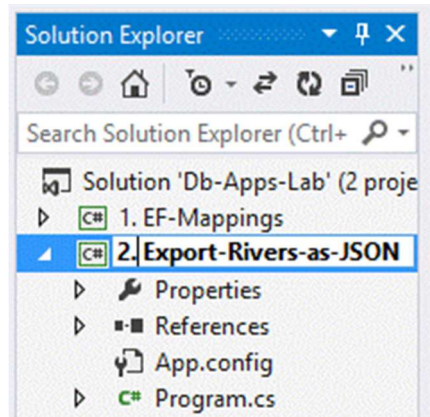 Solution Explorer
Search Solution Explorer (Ctrl+
Solution 'Db-Apps-Lab' (2 proje
C# 1. EF-Mappings
C# 2. Export-Rivers-as-JSON
Properties
References
App.config
C# Program.cs